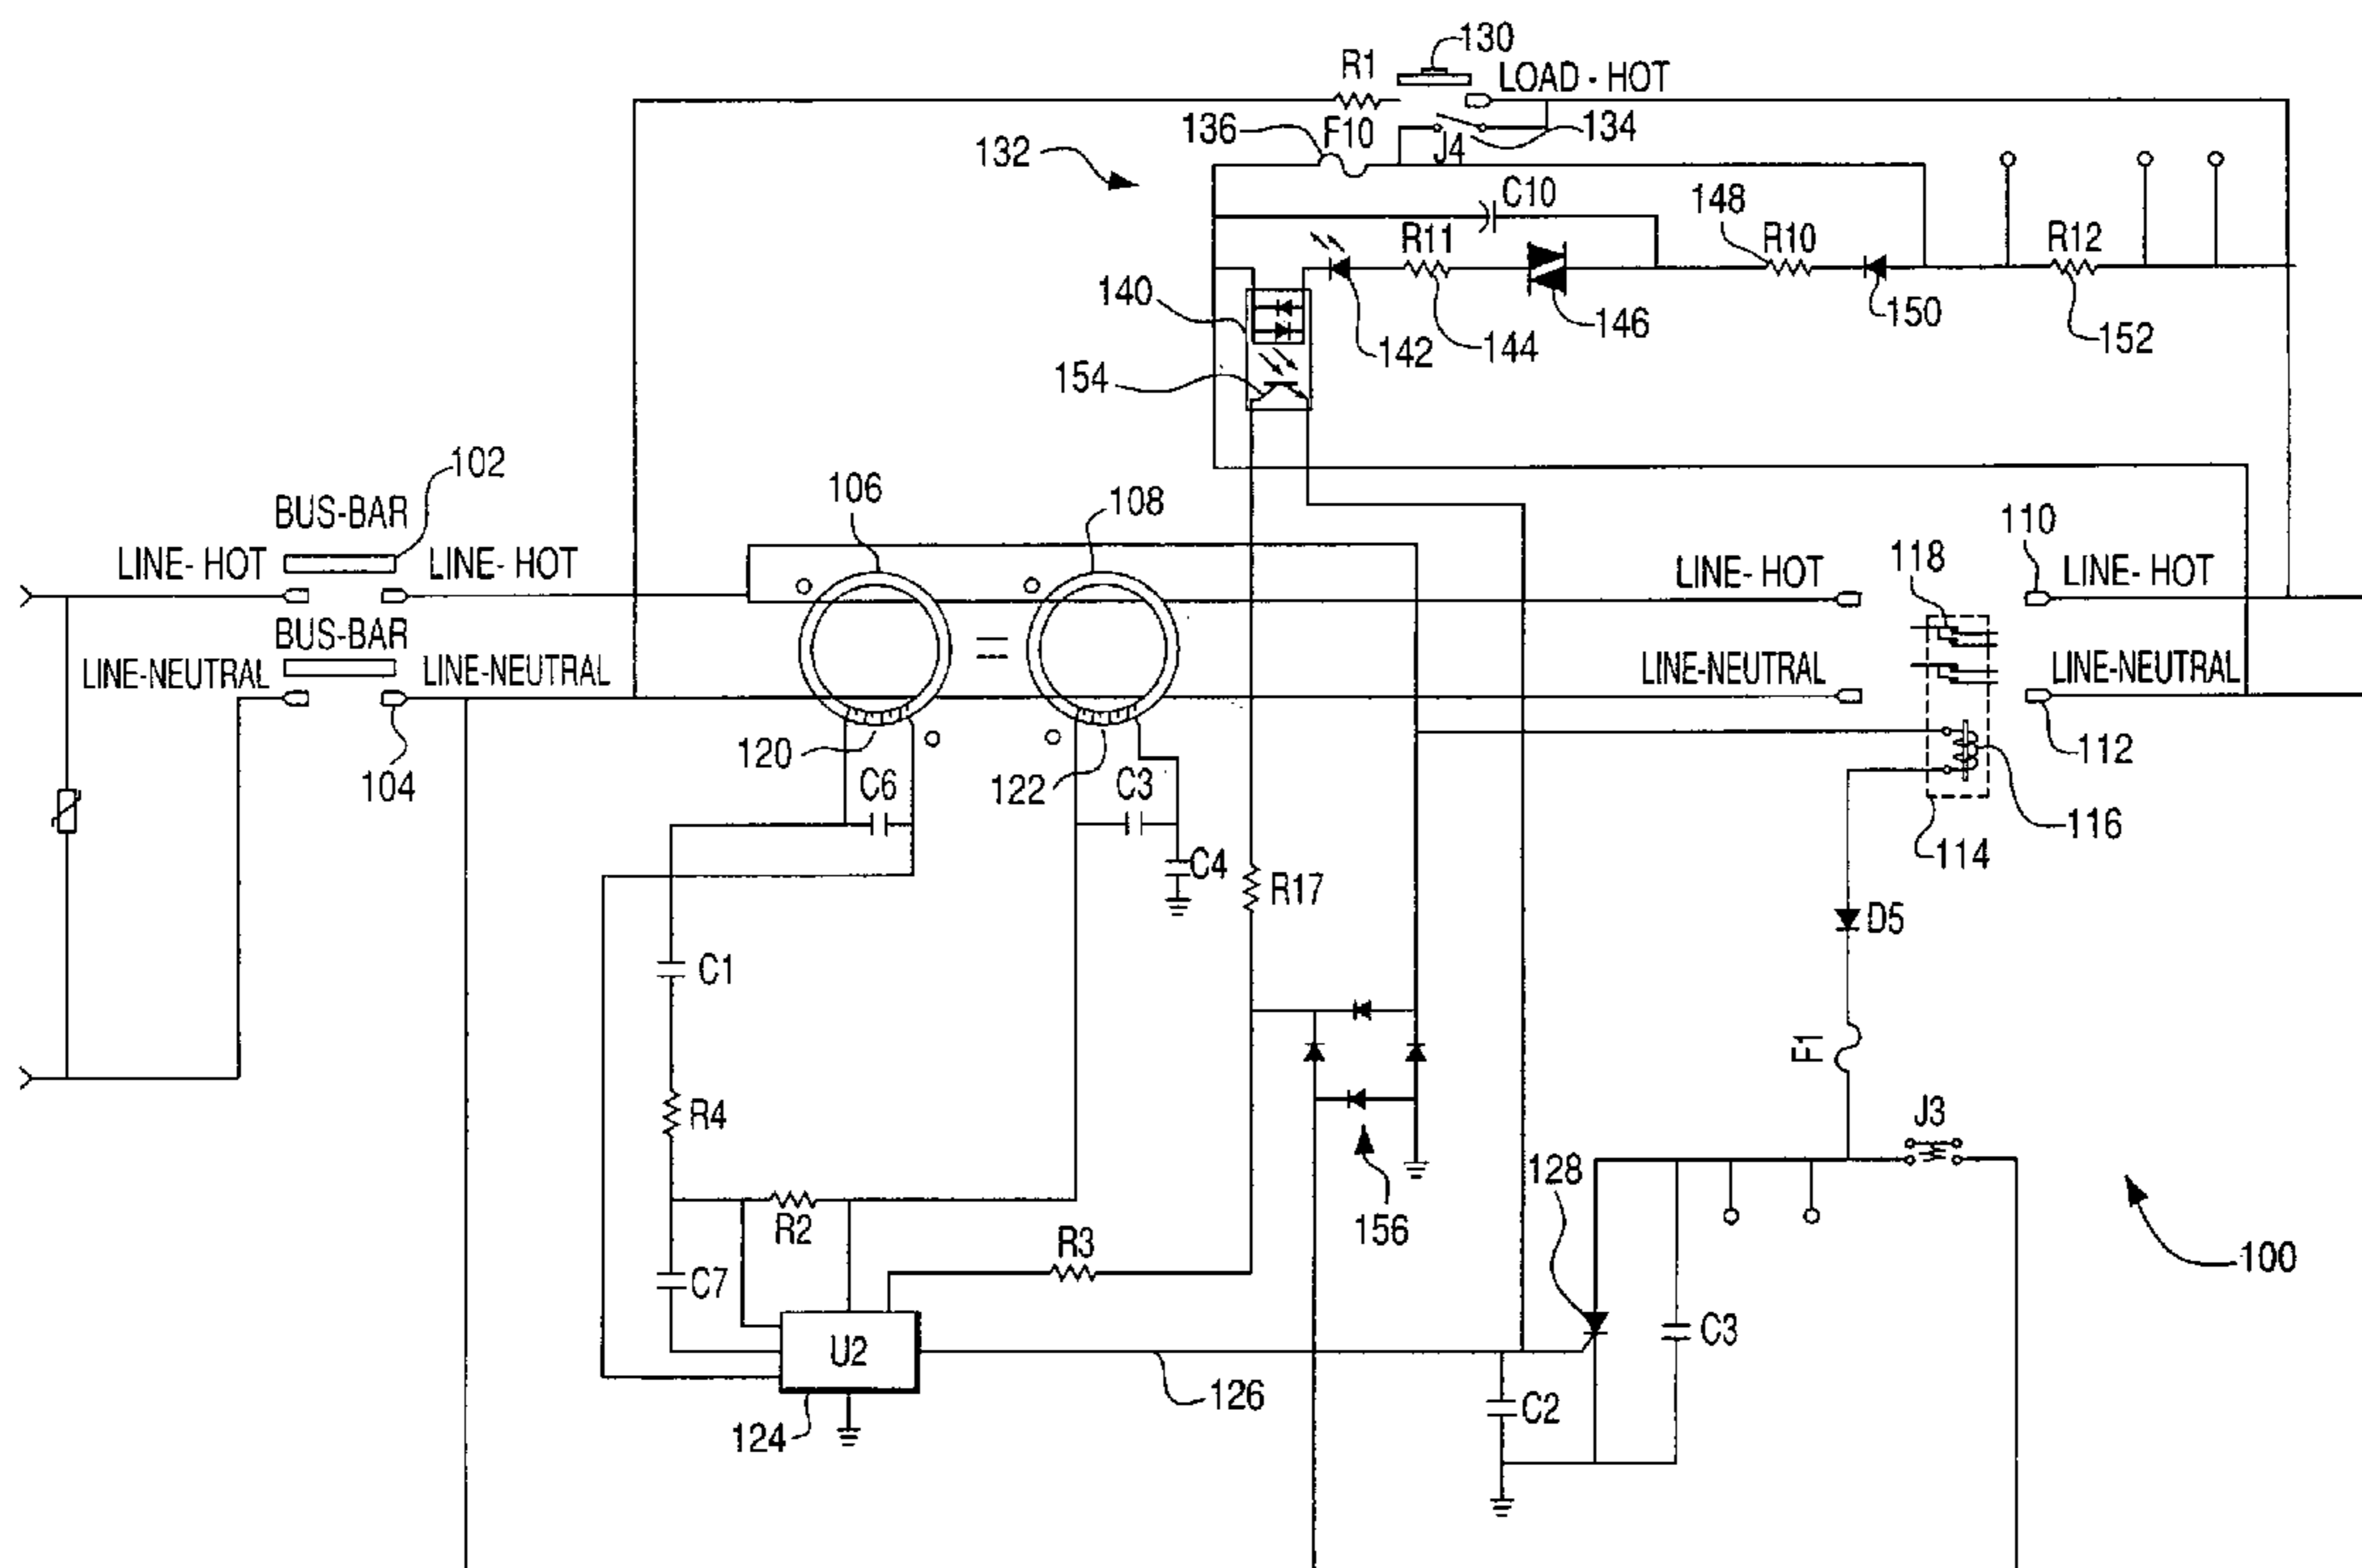 130
R1
LOAD - HOT
136
F10
J4
134
132
C10
148
R11
R10
R12
140
146
150
142
144
152
154
102
BUS-BAR
106
108
110
LINE- HOT
LINE- HOT
LINE- HOT
118
LINE- HOT
BUS-BAR
LINE-NEUTRAL
LINE-NEUTRAL
LINE-NEUTRAL
LINE-NEUTRAL
120
104
C6
122
C3
112
116
114
C4
R17
D5
C1
F1
R4
J3
128
R2
156
R3
100
C7
U2
C3
126
C2
124